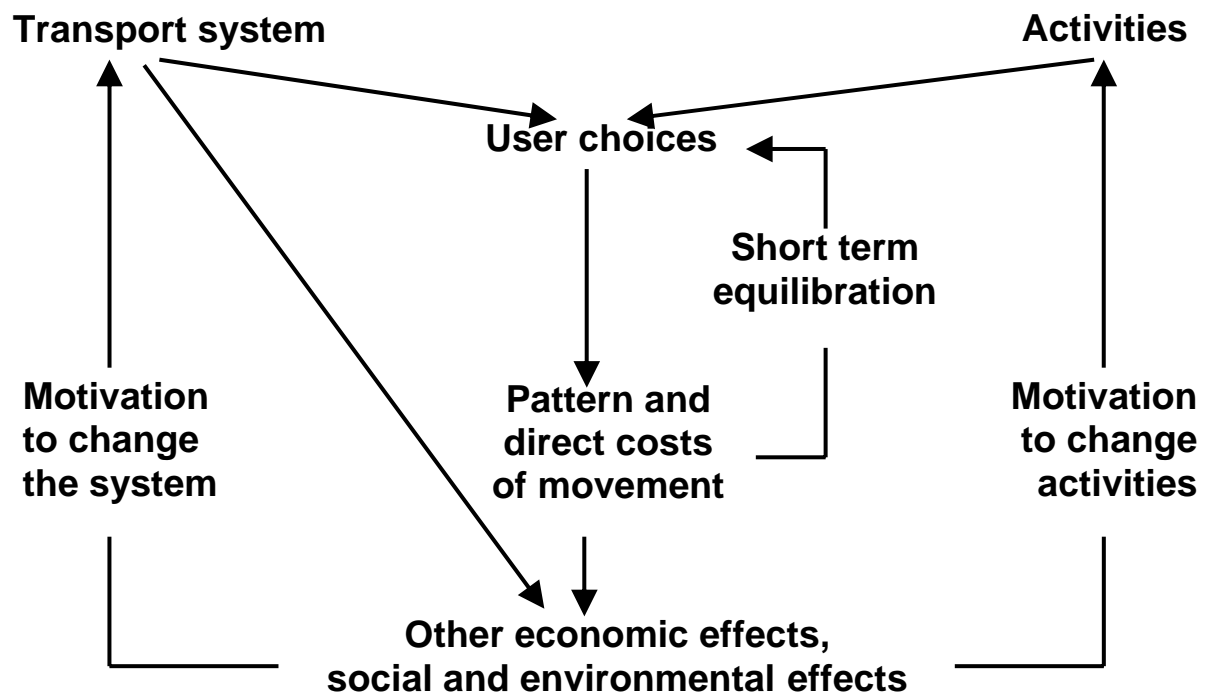 Transport system
Activities
User choices
Short term
equilibration
Motivation
to change
the system
Pattern and
direct costs
of movement
Motivation
to change
activities
Other economic effects,
social and environmental effects